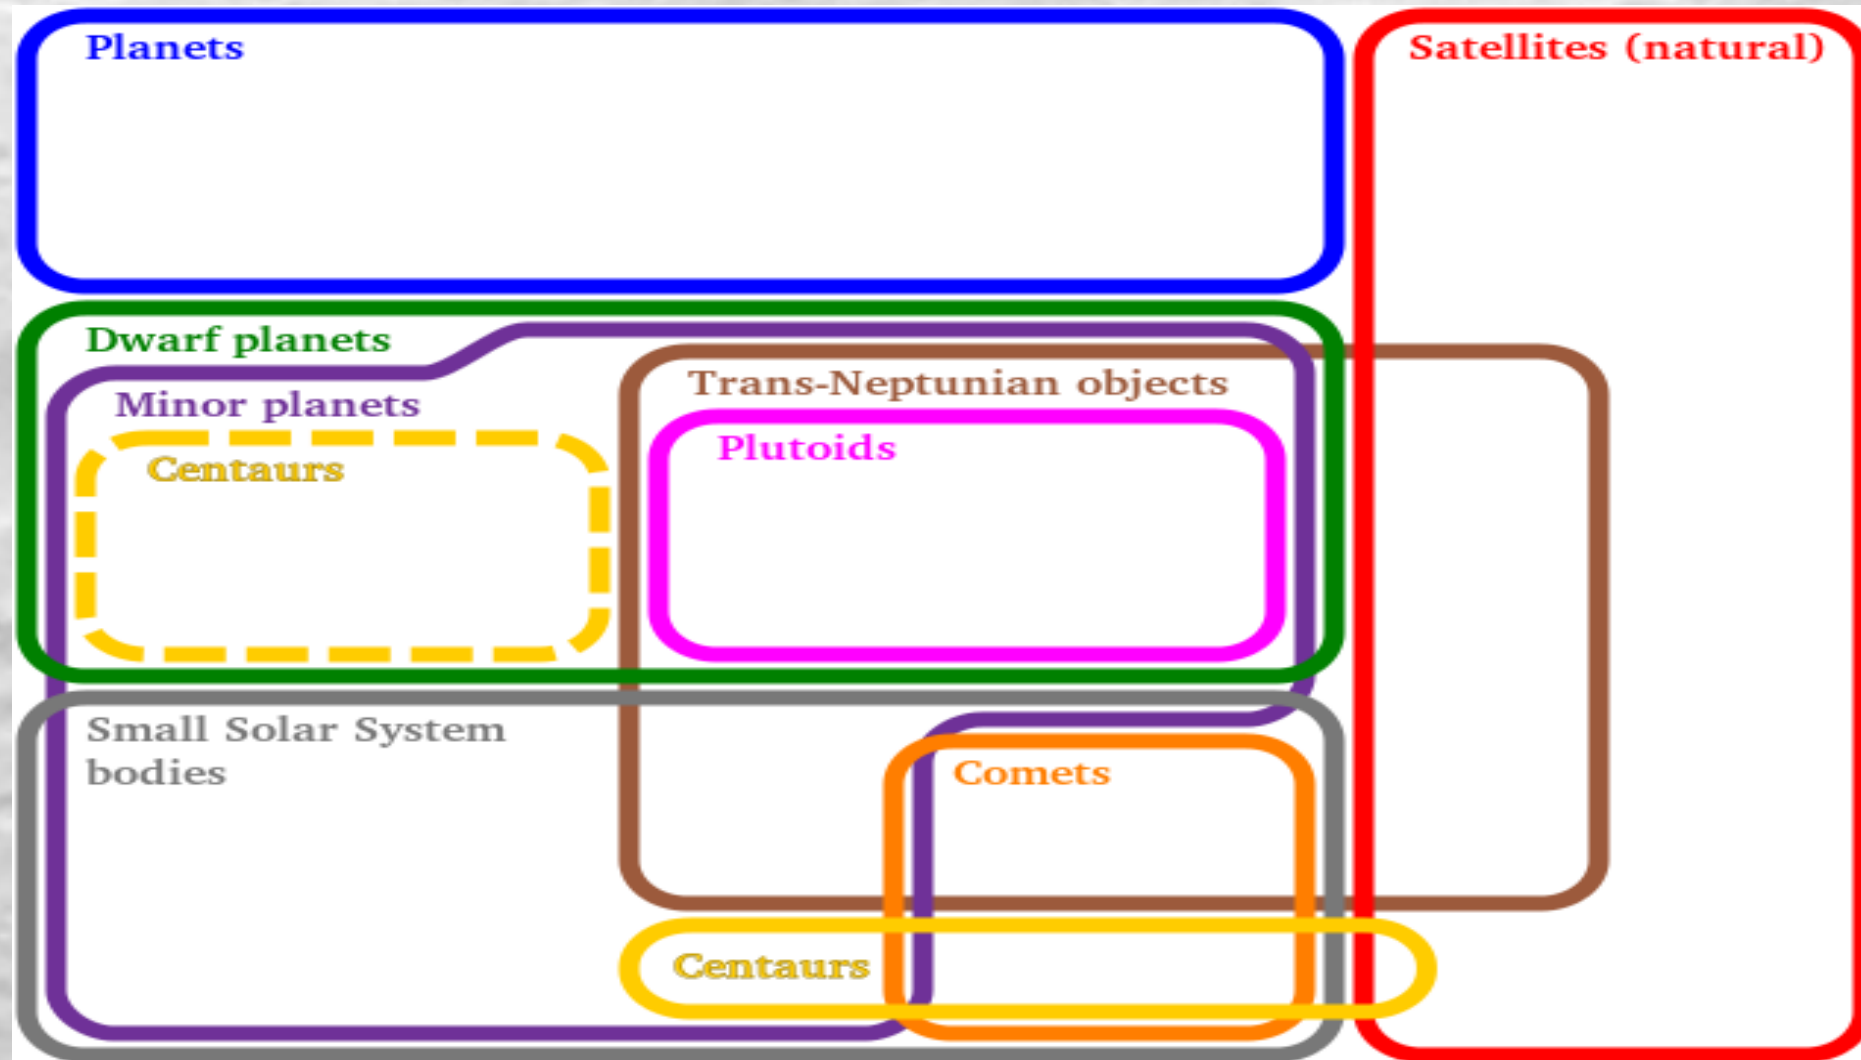 Planets
Satellites (natural)
Dwarf planets
Minor planets
Trans-Neptunian objects
Centaurs
Plutoids
Small Solar System
bodies
Comets
Centaurs